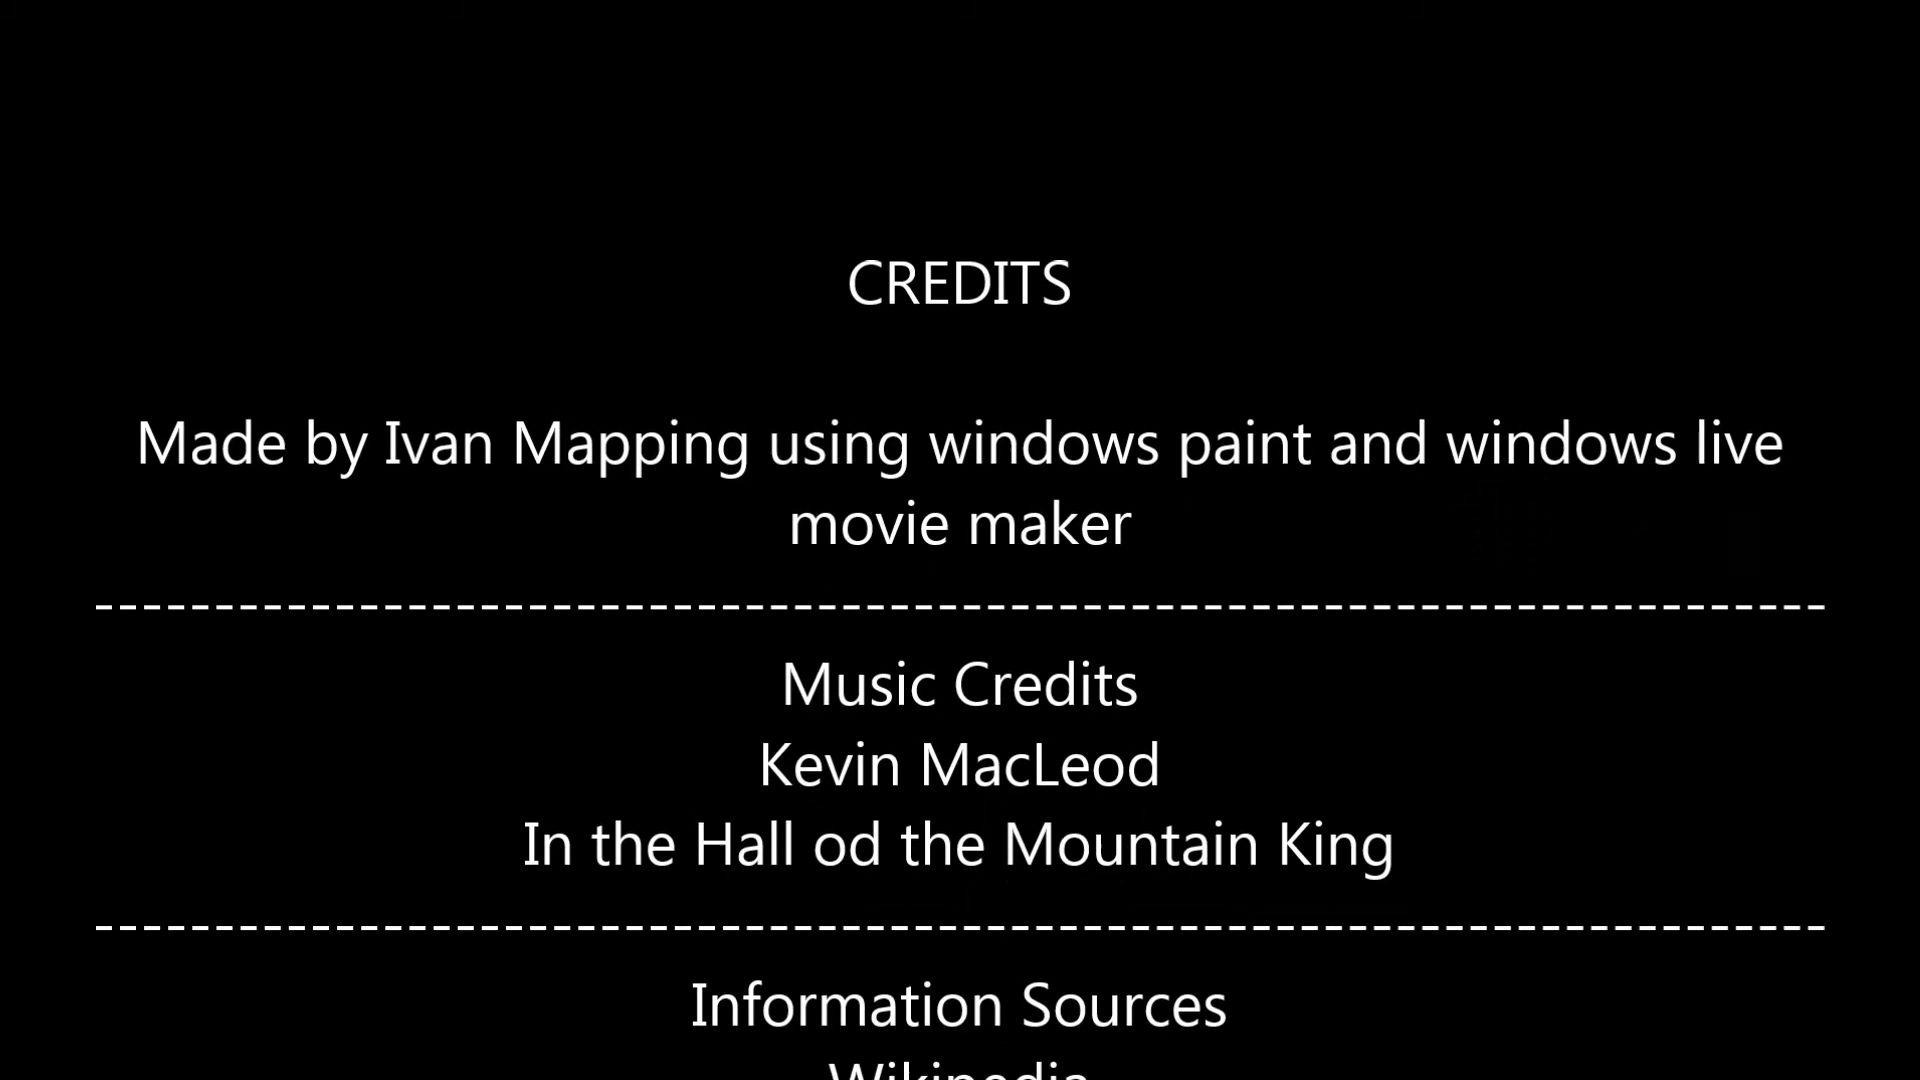 CREDITS
Made by Ivan Mapping using windows paint and windows live
movie maker
------------------------------------------------------------------------
Music Credits
Kevin MacLeod
In the Hall od the Mountain King
------------------------------------------------------------------------
Information Sources
Wikipedia